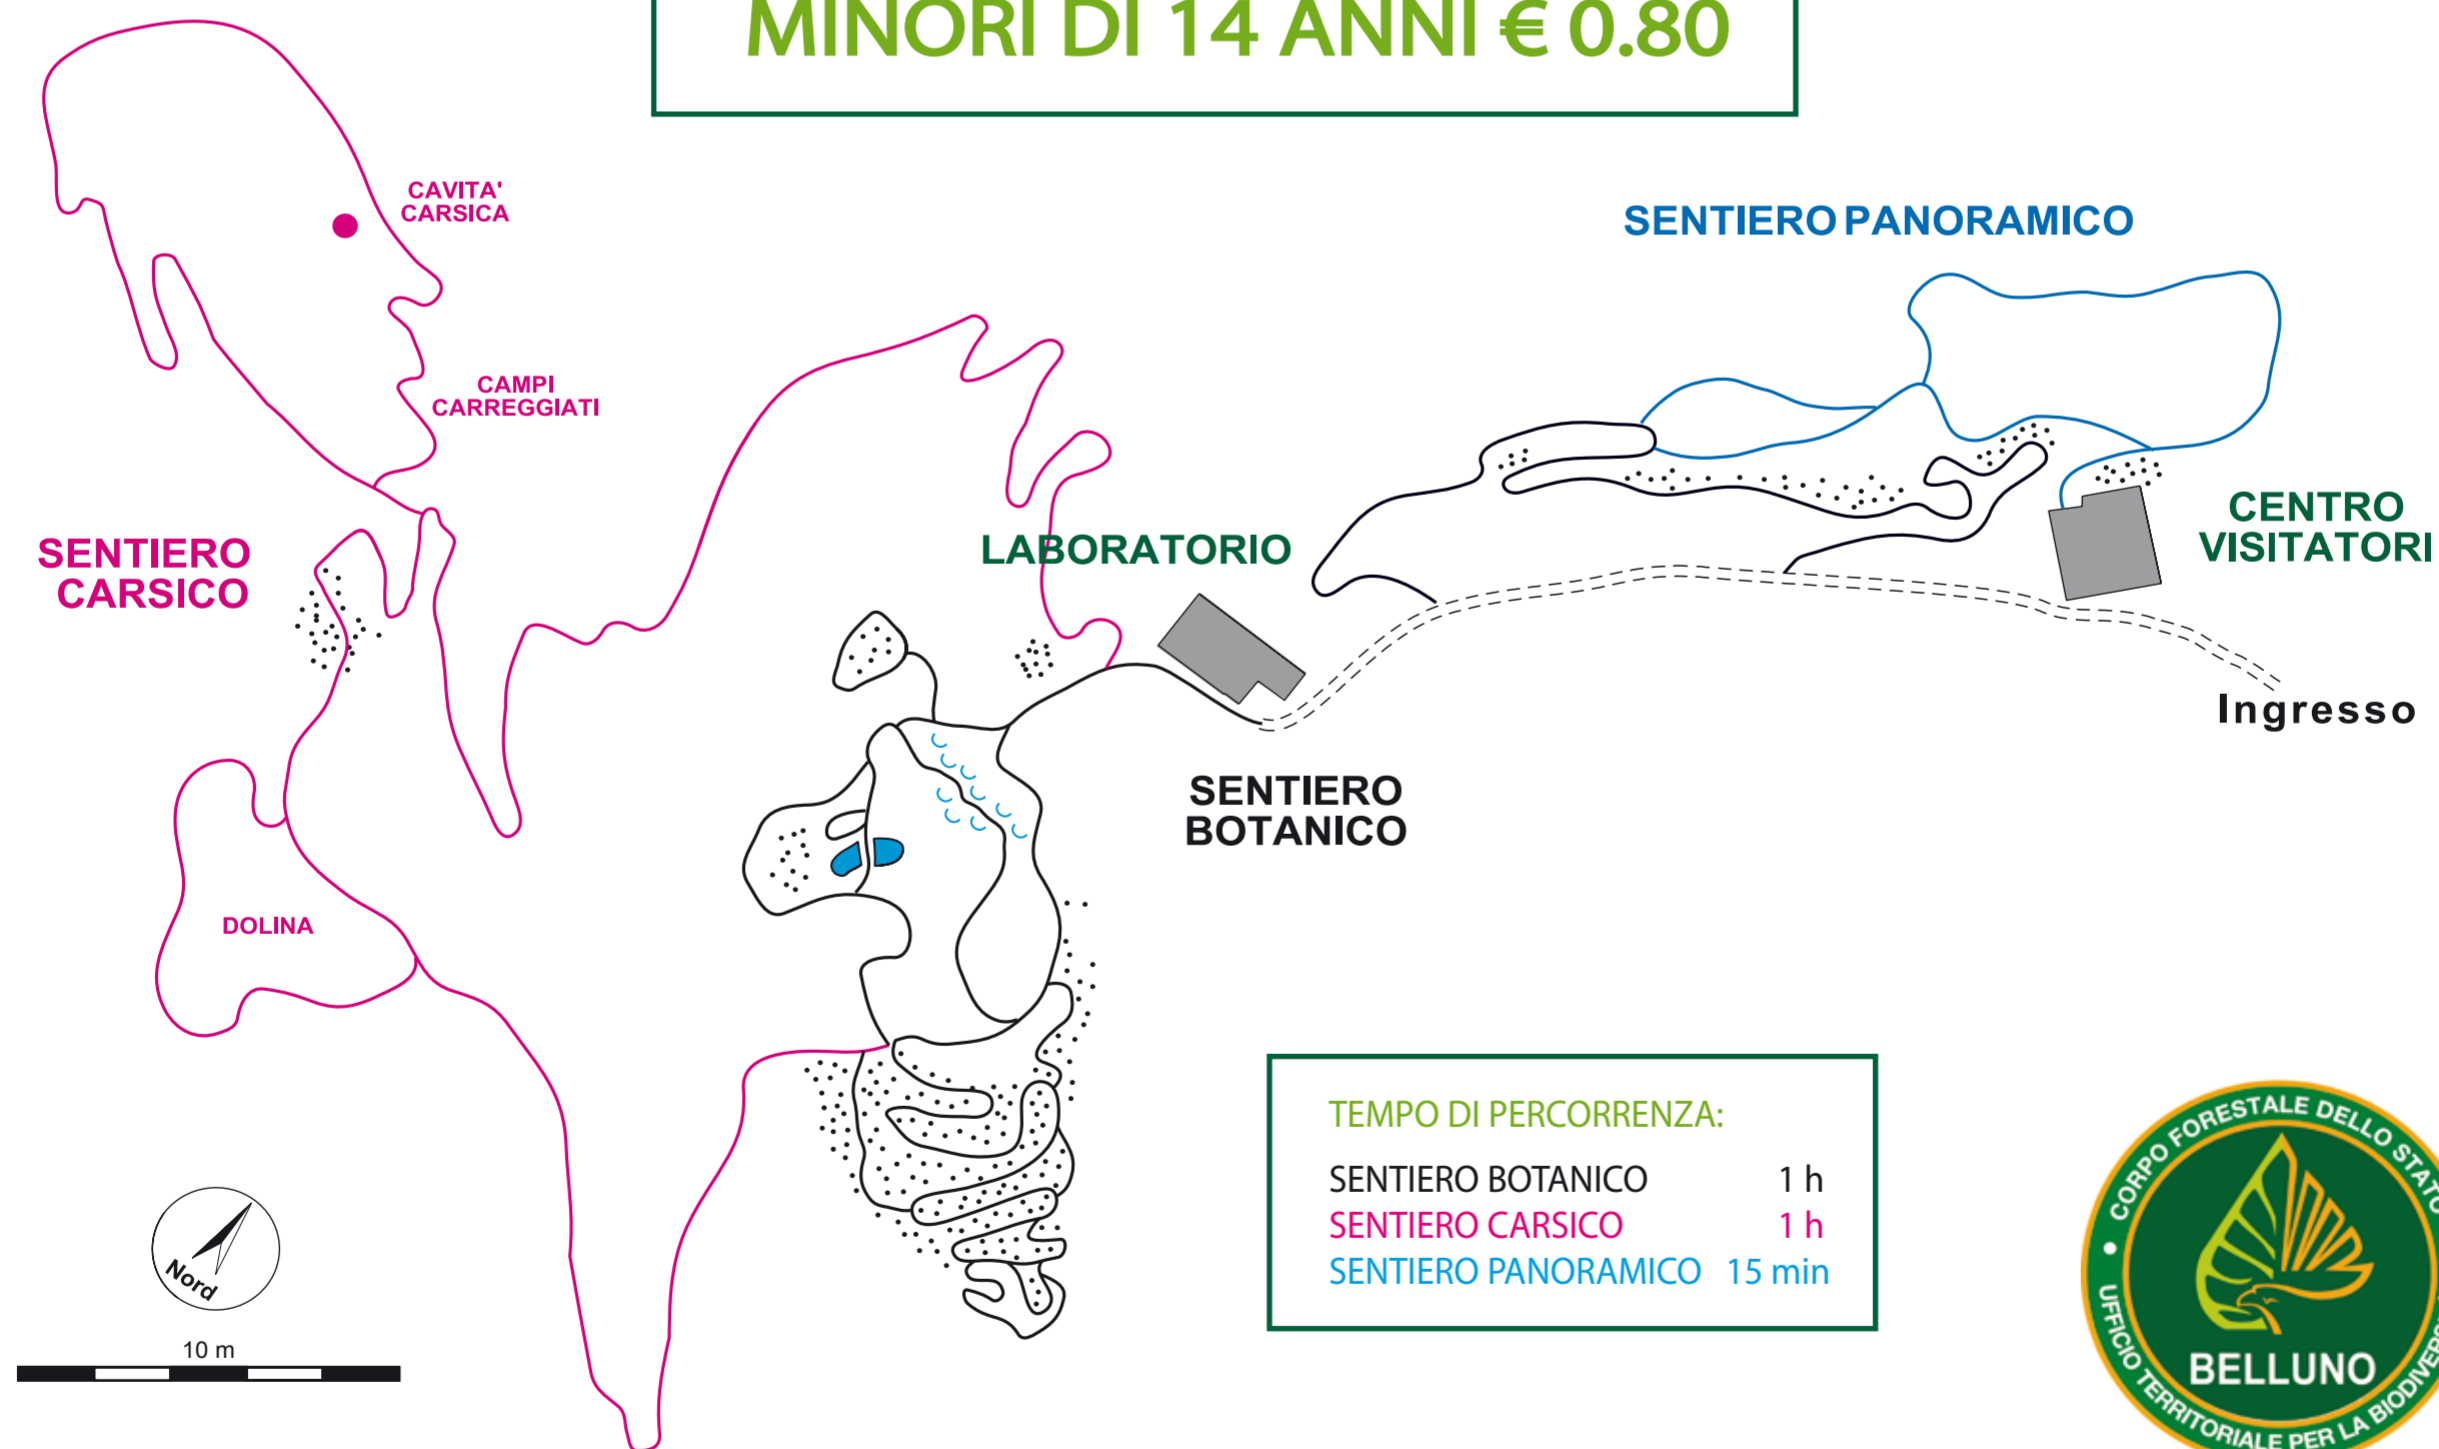 MINORI DI 14 ANNI € 0.80
CAVITA'
CARSICA
SENTIERO PANORAMICO
CAMPI
CARREGGIATI
SENTIERO
CARSICO
LABORATORIO
CENTRO
VISITATORI
Ingresso
SENTIERO
BOTANICO
DOLINA
TEMPO DI PERCORRENZA:
SENTIERO BOTANICO 1 h
SENTIERO CARSICO 1 h
SENTIERO PANORAMICO 15 min
Nord
10 m
CORPO FORESTALE DELLO STATO
UFFICIO TERRITORIALE PER LA
BELLUNO